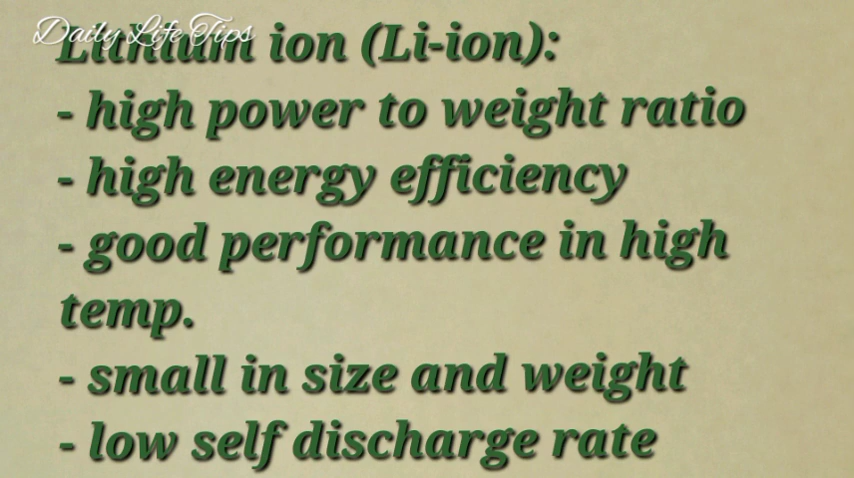 Daily Life Tips
Lithium ion (Li-ion):
- high power to weight ratio
- high energy efficiency
- good performance in high
temp.
- small in size and weight
- low self discharge rate